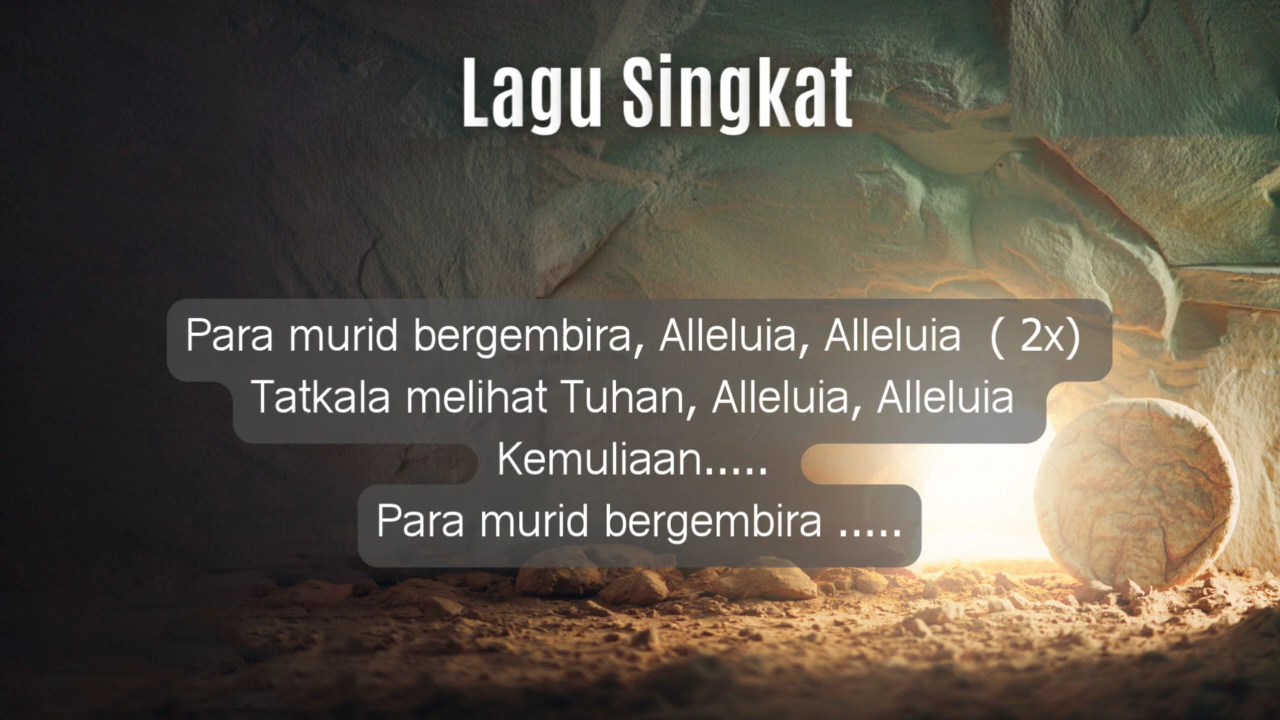 Lagu Singkat
Para murid bergembira, Alleluia, Alleluia ( 2x)
Tatkala melihat Tuhan, Alleluia, Alleluia
Kemuliaan.....
Para murid bergembira .....